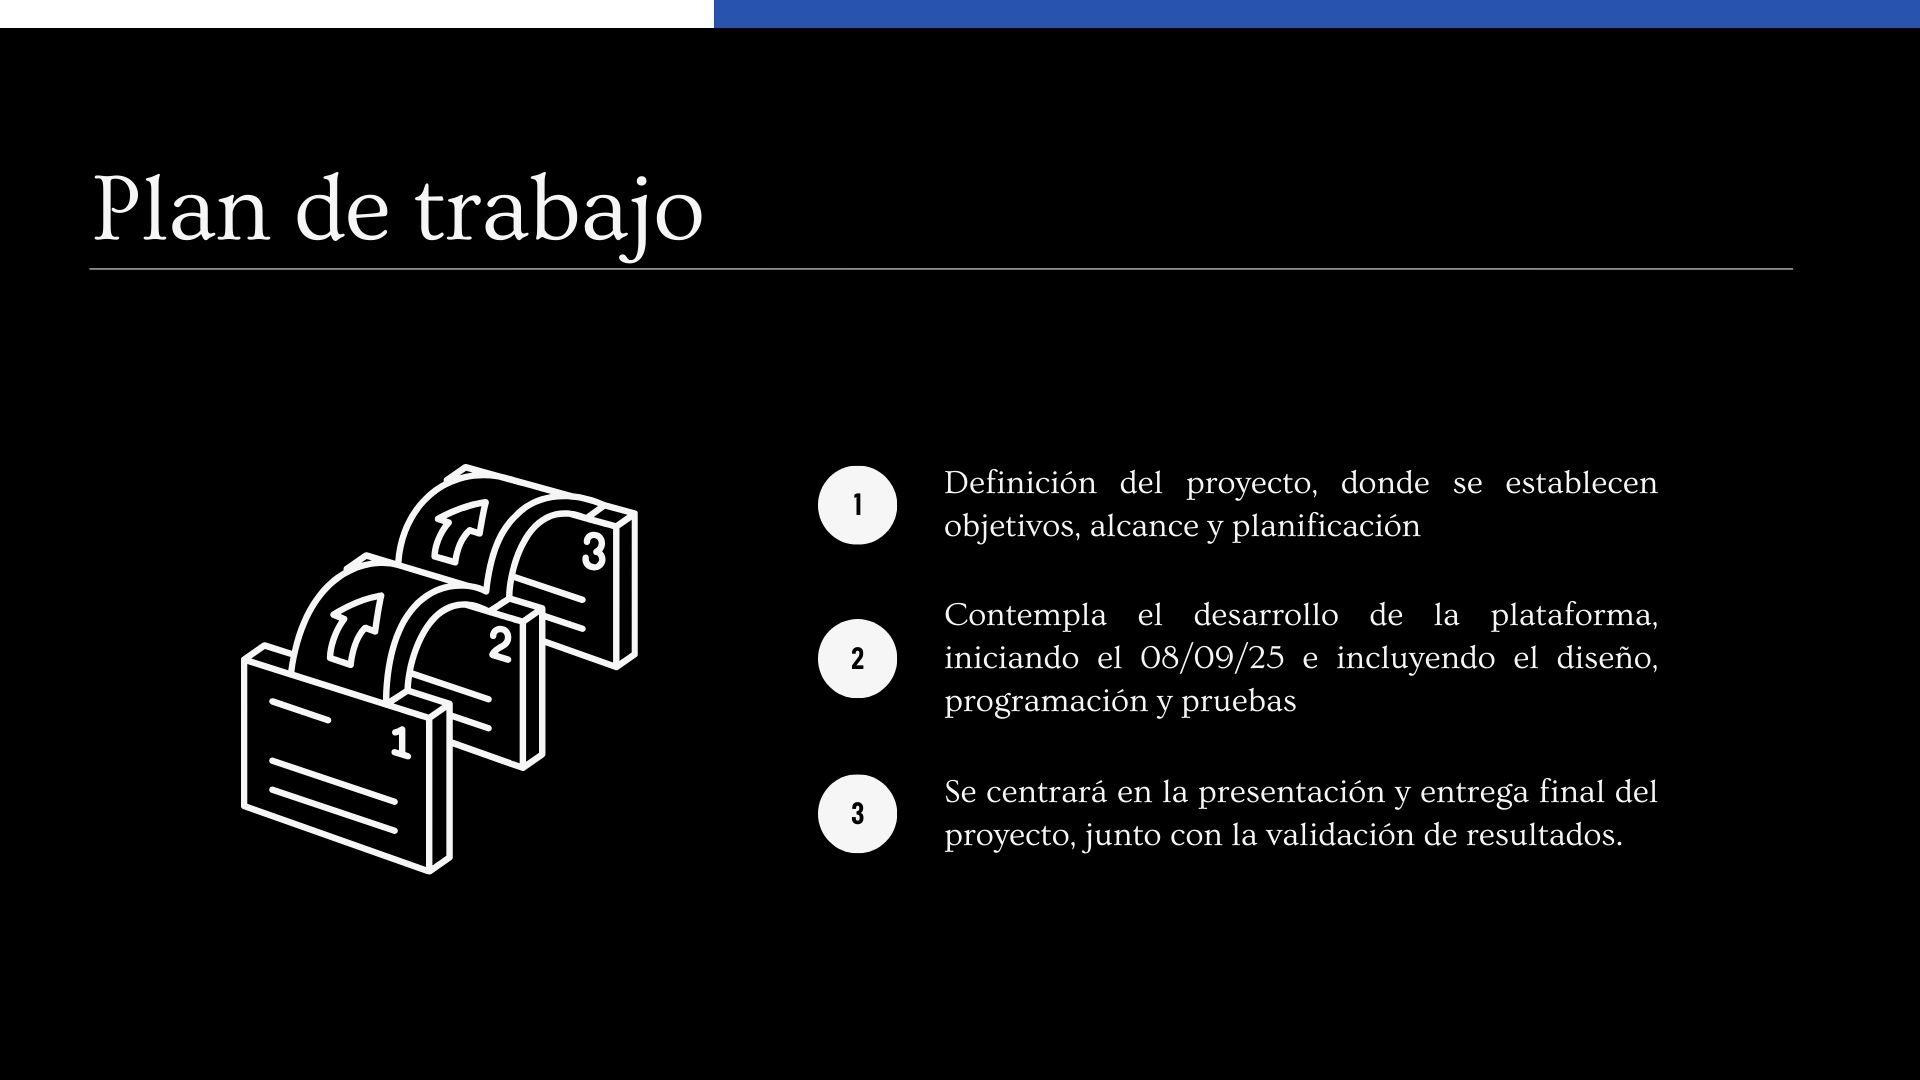 Plan de trabajo
3
2
1
1
Definición del proyecto, donde se establecen
objetivos, alcance y planificación
2
Contempla el desarrollo de la plataforma,
iniciando el 08/09/25 e incluyendo el diseño,
programación y pruebas
3
Se centrará en la presentación y entrega final del
proyecto, junto con la validación de resultados.